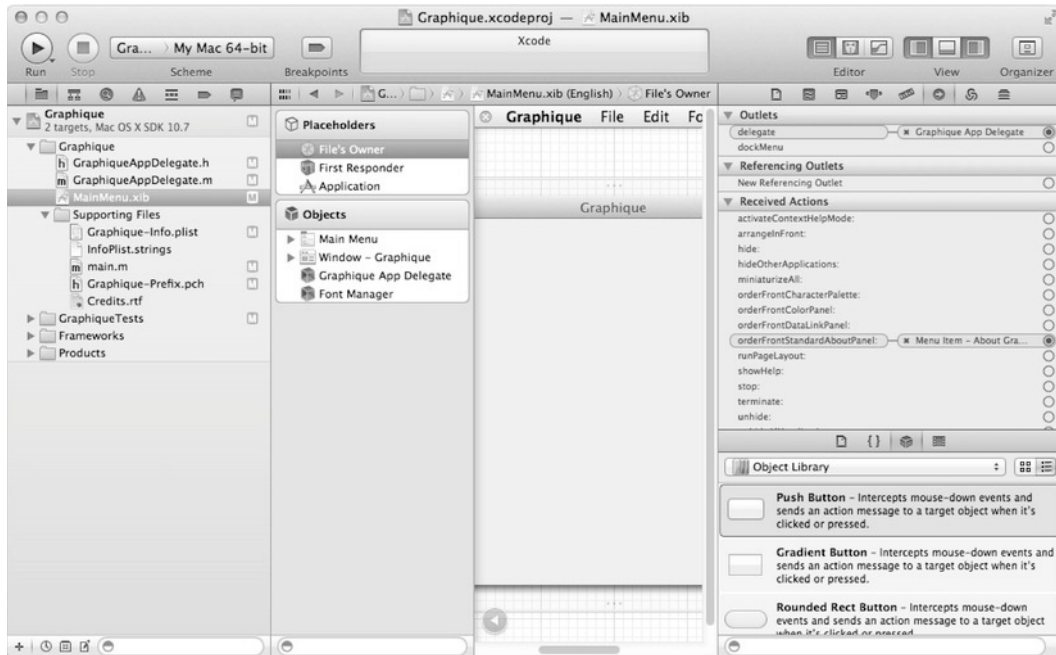 Graphique.xcodeproj — MainMenu.xib
Xcode
Gra... My Mac 64-bit
Run Stop Scheme Breakpoints Editor View Organizer
G... MainMenu.xib (English) File's Owner
Graphique
2 targets, Mac OS X SDK 10.7
Graphique
h GraphiqueAppDelegate.h
m GraphiqueAppDelegate.m
MainMenu.xib M
Supporting Files
Graphique-Info.plist
InfoPlist.strings
m main.m
h Graphique-Prefix.pch
Credits.rtf
GraphiqueTests
Frameworks
Products
Placeholders
File's Owner
First Responder
Application
Objects
Main Menu
Window - Graphique
Graphique App Delegate
Font Manager
Graphique File Edit Fo
Graphique
Outlets
delegate Graphique App Delegate
dockMenu
Referencing Outlets
New Referencing Outlet
Received Actions
activateContextHelpMode:
arrangeInFront:
hide:
hideOtherApplications:
miniaturizeAll:
orderFrontCharacterPalette:
orderFrontColorPanel:
orderFrontDataLinkPanel:
orderFrontStandardAboutPanel: Menu Item - About Gra...
runPageLayout:
showHelp:
stop:
terminate:
unhide:
{}
Object Library
Push Button - Intercepts mouse-down events and
sends an action message to a target object when it's
clicked or pressed.
Gradient Button - Intercepts mouse-down events and
sends an action message to a target object when it's
clicked or pressed.
Rounded Rect Button - Intercepts mouse-down
events and sends an action message to a target object
when it's clicked or pressed.